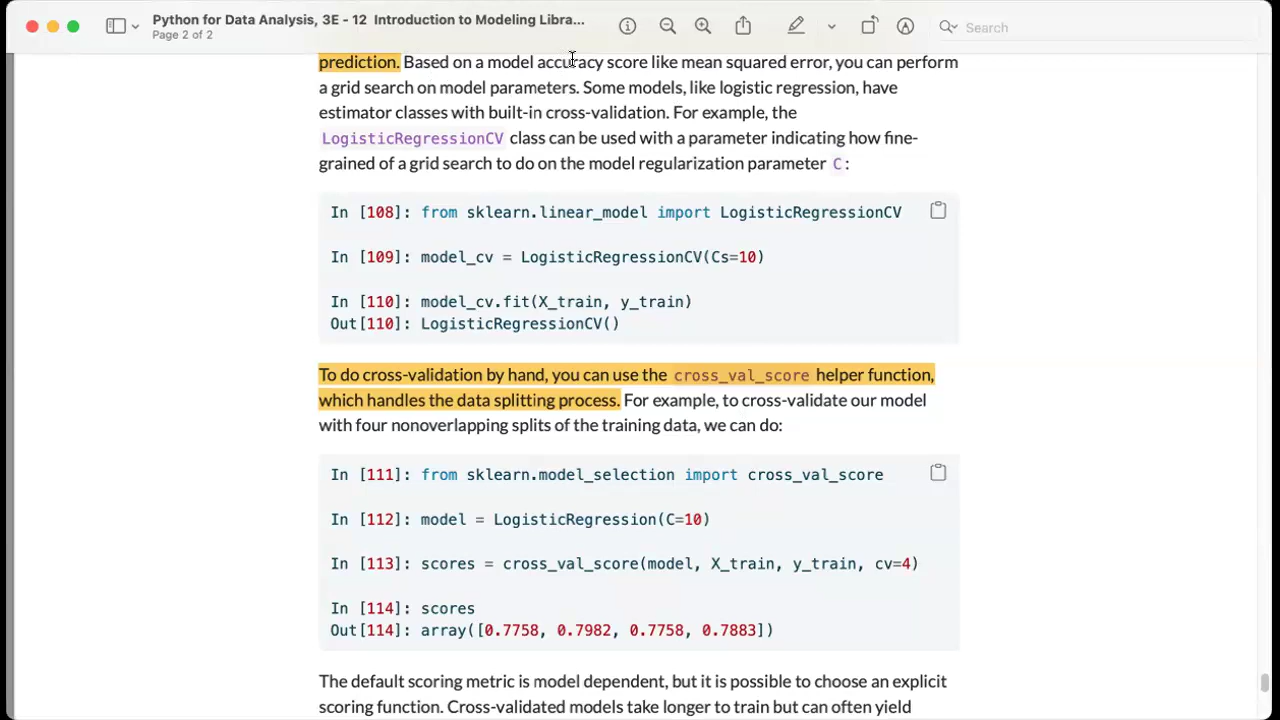 Python for Data Analysis, 3E - 12 Introduction to Modeling Libra...
Page 2 of 2
Search
prediction. Based on a model accuracy score like mean squared error, you can perform
a grid search on model parameters. Some models, like logistic regression, have
estimator classes with built-in cross-validation. For example, the
LogisticRegressionCV class can be used with a parameter indicating how fine-
grained of a grid search to do on the model regularization parameter C:
In [108]: from sklearn.linear_model import LogisticRegressionCV
In [109]: model_cv = LogisticRegressionCV(Cs=10)
In [110]: model_cv.fit(X_train, y_train)
Out[110]: LogisticRegressionCV()
To do cross-validation by hand, you can use the cross_val_score helper function,
which handles the data splitting process. For example, to cross-validate our model
with four nonoverlapping splits of the training data, we can do:
In [111]: from sklearn.model_selection import cross_val_score
In [112]: model = LogisticRegression(C=10)
In [113]: scores = cross_val_score(model, X_train, y_train, cv=4)
In [114]: scores
Out[114]: array([0.7758, 0.7982, 0.7758, 0.7883])
The default scoring metric is model dependent, but it is possible to choose an explicit
scoring function. Cross-validated models take longer to train but can often yield